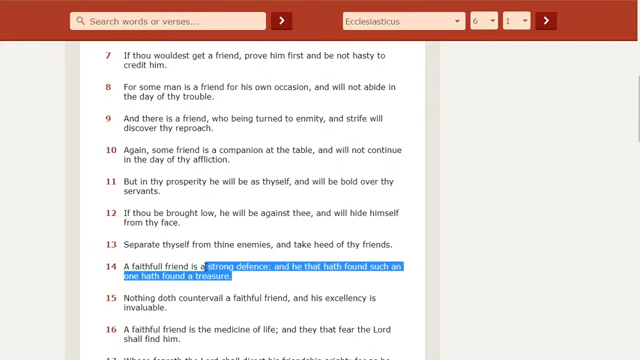 Search words or verses...
Ecclesiasticus
6
1
7 If thou wouldest get a friend, prove him first and be not hasty to
credit him.
8 For some man is a friend for his own occasion, and will not abide in
the day of thy trouble.
9 And there is a friend, who being turned to enmity, and strife will
discover thy reproach.
10 Again, some friend is a companion at the table, and will not continue
in the day of thy affliction.
11 But in thy prosperity he will be as thyself, and will be bold over thy
servants.
12 If thou be brought low, he will be against thee, and will hide himself
from thy face.
13 Separate thyself from thine enemies, and take heed of thy friends.
14 A faithfull friend is a strong defence: and he that hath found such an
one hath found a treasure.
15 Nothing doth countervail a faithful friend, and his excellency is
invaluable.
16 A faithful friend is the medicine of life; and they that fear the Lord
shall find him.